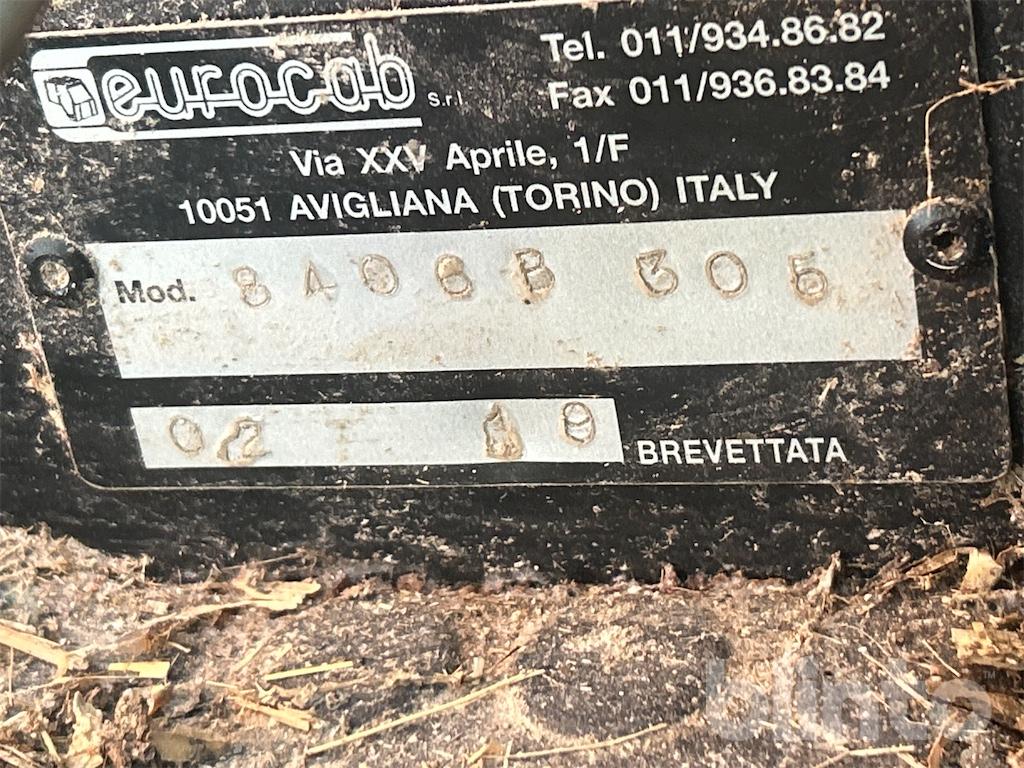 eurocab s.r.l
Tel. 011/934.86.82
Fax 011/936.83.84
Via XXV Aprile, 1/F
10051 AVIGLIANA (TORINO) ITALY
Mod. 8406B 305
02
BREVETTATA
blinto™